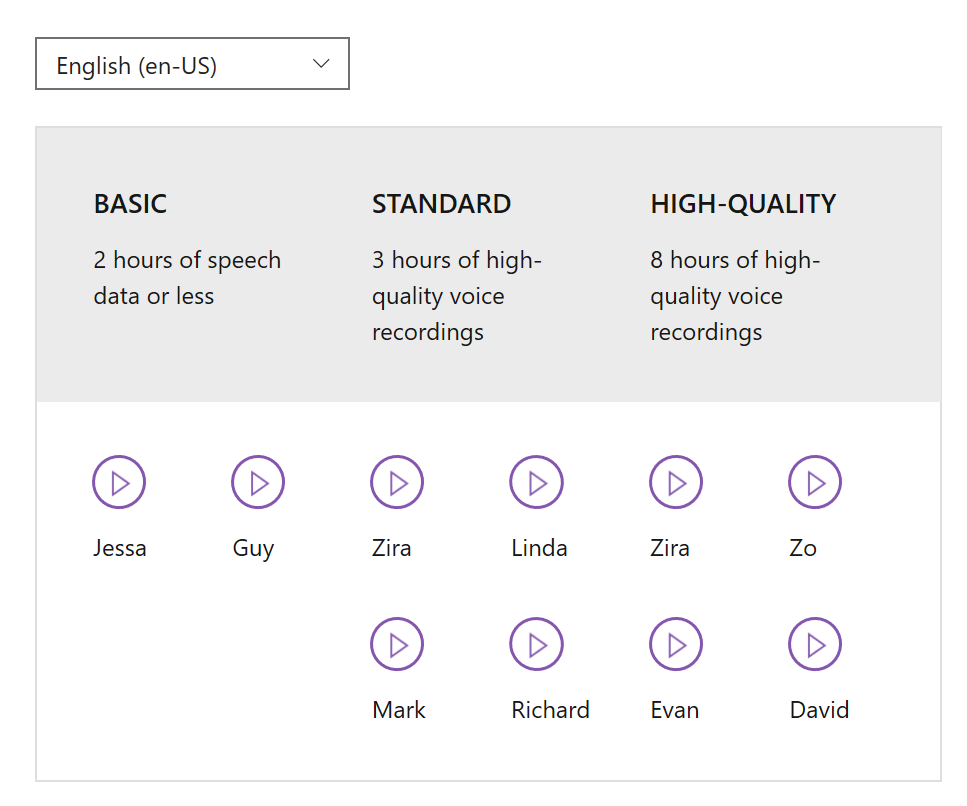 English (en-US)
BASIC
2 hours of speech
data or less
STANDARD
3 hours of high-
quality voice
recordings
HIGH-QUALITY
8 hours of high-
quality voice
recordings
Jessa
Guy
Zira
Linda
Zira
Zo
Mark
Richard
Evan
David